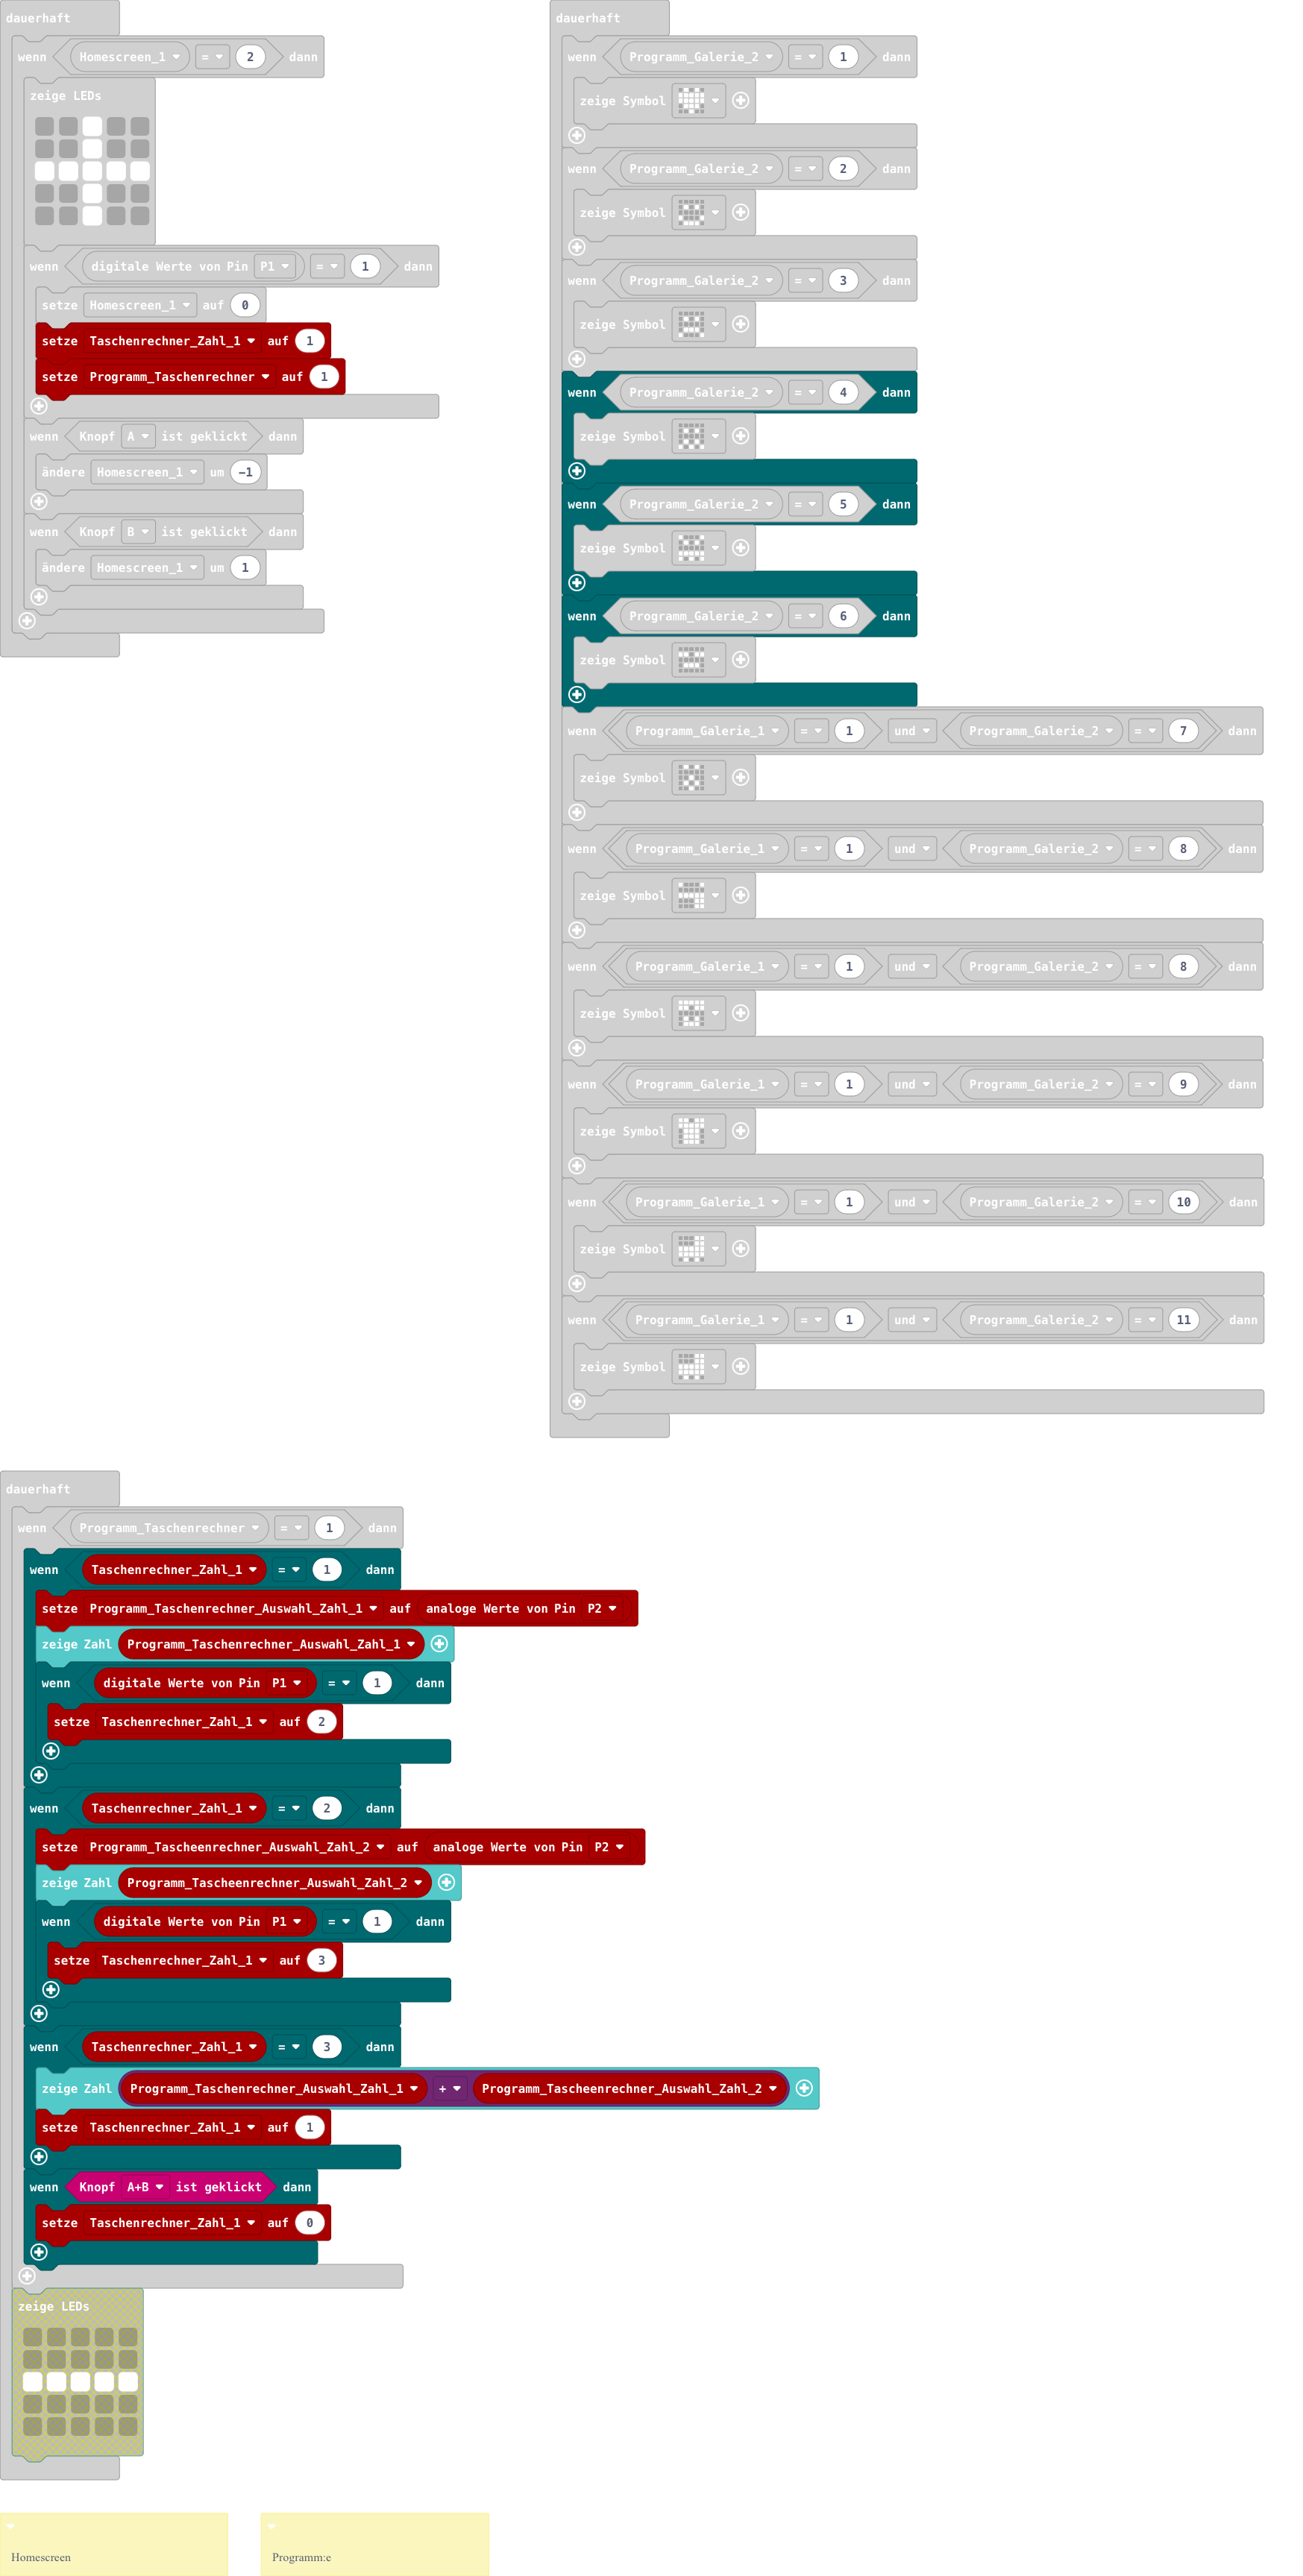 dauerhaft
wenn Homescreen_1 = 2 dann
zeige LEDs
wenn digitale Werte von Pin P1 = 1 dann
setze Homescreen_1 auf 0
setze Taschenrechner_Zahl_1 auf 1
setze Programm_Taschenrechner auf 1
wenn Knopf A ist geklickt dann
ändere Homescreen_1 um -1
wenn Knopf B ist geklickt dann
ändere Homescreen_1 um 1
dauerhaft
wenn Programm_Galerie_2 = 1 dann
zeige Symbol
wenn Programm_Galerie_2 = 2 dann
zeige Symbol
wenn Programm_Galerie_2 = 3 dann
zeige Symbol
wenn Programm_Galerie_2 = 4 dann
zeige Symbol
wenn Programm_Galerie_2 = 5 dann
zeige Symbol
wenn Programm_Galerie_2 = 6 dann
zeige Symbol
wenn Programm_Galerie_1 = 1 und Programm_Galerie_2 = 7 dann
zeige Symbol
wenn Programm_Galerie_1 = 1 und Programm_Galerie_2 = 8 dann
zeige Symbol
wenn Programm_Galerie_1 = 1 und Programm_Galerie_2 = 8 dann
zeige Symbol
wenn Programm_Galerie_1 = 1 und Programm_Galerie_2 = 9 dann
zeige Symbol
wenn Programm_Galerie_1 = 1 und Programm_Galerie_2 = 10 dann
zeige Symbol
wenn Programm_Galerie_1 = 1 und Programm_Galerie_2 = 11 dann
zeige Symbol
dauerhaft
wenn Programm_Taschenrechner = 1 dann
wenn Taschenrechner_Zahl_1 = 1 dann
setze Programm_Taschenrechner_Auswahl_Zahl_1 auf analoge Werte von Pin P2
zeige Zahl Programm_Taschenrechner_Auswahl_Zahl_1
wenn digitale Werte von Pin P1 = 1 dann
setze Taschenrechner_Zahl_1 auf 2
wenn Taschenrechner_Zahl_1 = 2 dann
setze Programm_Tascheenrechner_Auswahl_Zahl_2 auf analoge Werte von Pin P2
zeige Zahl Programm_Tascheenrechner_Auswahl_Zahl_2
wenn digitale Werte von Pin P1 = 1 dann
setze Taschenrechner_Zahl_1 auf 3
wenn Taschenrechner_Zahl_1 = 3 dann
zeige Zahl Programm_Taschenrechner_Auswahl_Zahl_1 + Programm_Tascheenrechner_Auswahl_Zahl_2
setze Taschenrechner_Zahl_1 auf 1
wenn Knopf A+B ist geklickt dann
setze Taschenrechner_Zahl_1 auf 0
zeige LEDs
Homescreen
Programm:e